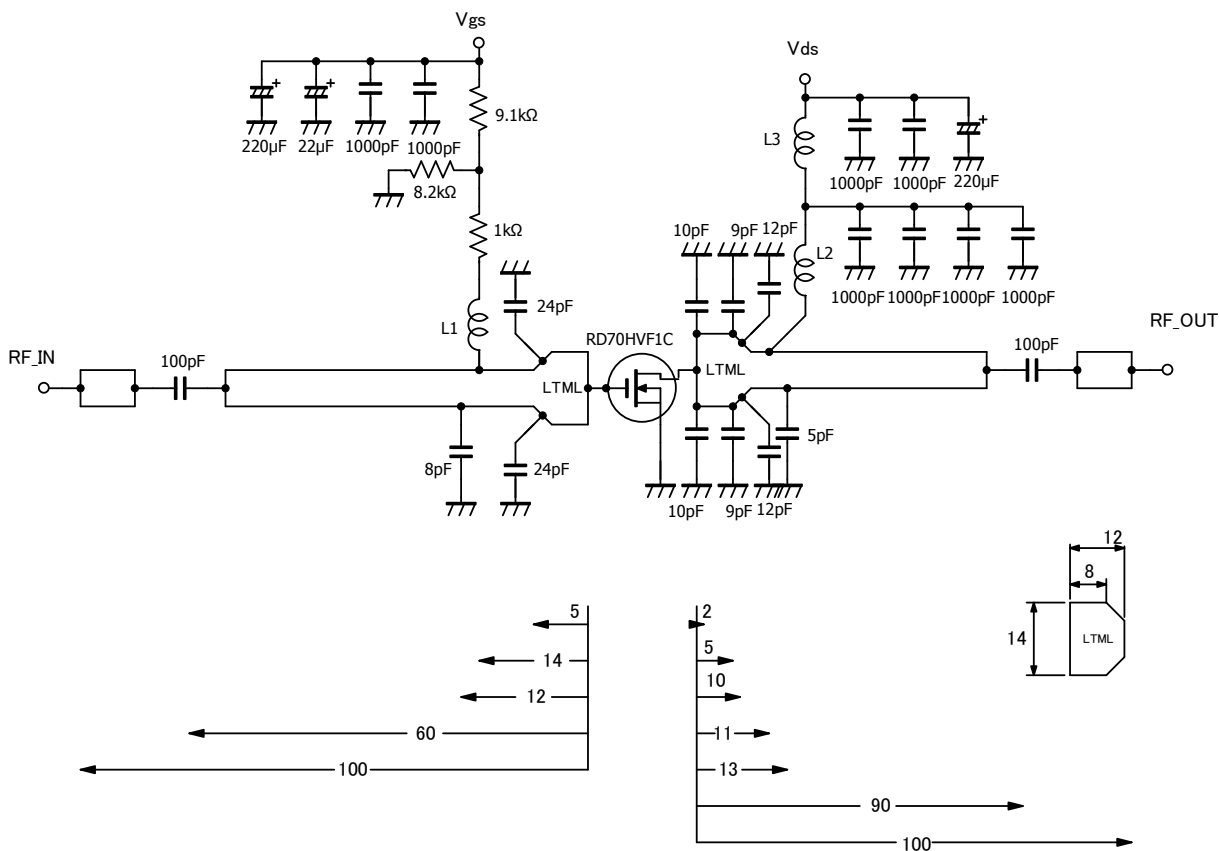 Vgs
Vds
9.1kΩ
220µF 22µF 1000pF 1000pF
L3
8.2kΩ
1000pF 1000pF 220µF
1kΩ
10pF 9pF 12pF
L2
1000pF 1000pF 1000pF 1000pF
24pF
L1
RD70HVF1C
RF_IN
100pF
LTML
LTML
100pF
RF_OUT
8pF
24pF
5pF
10pF 9pF 12pF
12
8
14
LTML
5
14
12
60
100
2
5
10
11
13
90
100